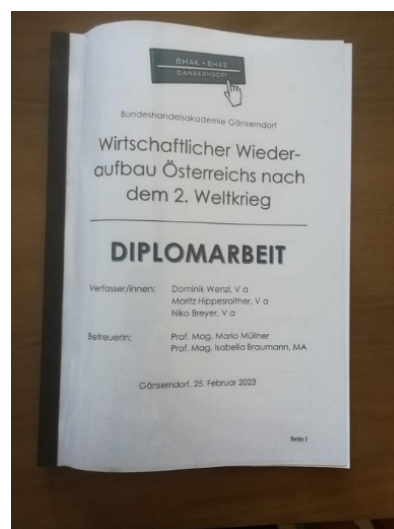 BHAK • BHAS
GÄNSERNDORF
Bundeshandelsakademie Gänserndorf
Wirtschaftlicher Wieder-
aufbau Österreichs nach
dem 2. Weltkrieg
DIPLOMARBEIT
Verfasser/innen: Dominik Wenzl, V a
Moritz Hippesroither, V a
Niko Breyer, V a
Betreuerin: Prof. Mag. Maria Müllner
Prof. Mag. Isabella Braumann, MA
Gänserndorf, 25. Februar 2023
Seite 1